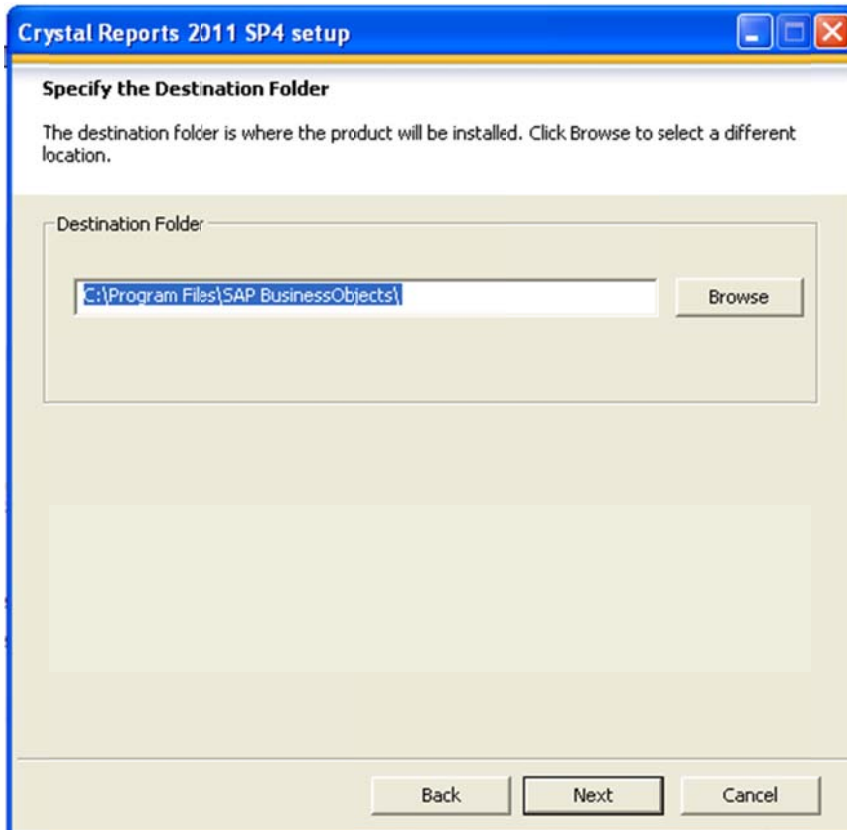 Crystal Reports 2011 SP4 setup
Specify the Destination Folder
The destination folder is where the product will be installed. Click Browse to select a different
location.
Destination Folder
C:\Program Files\SAP BusinessObjects\
Browse
Back
Next
Cancel